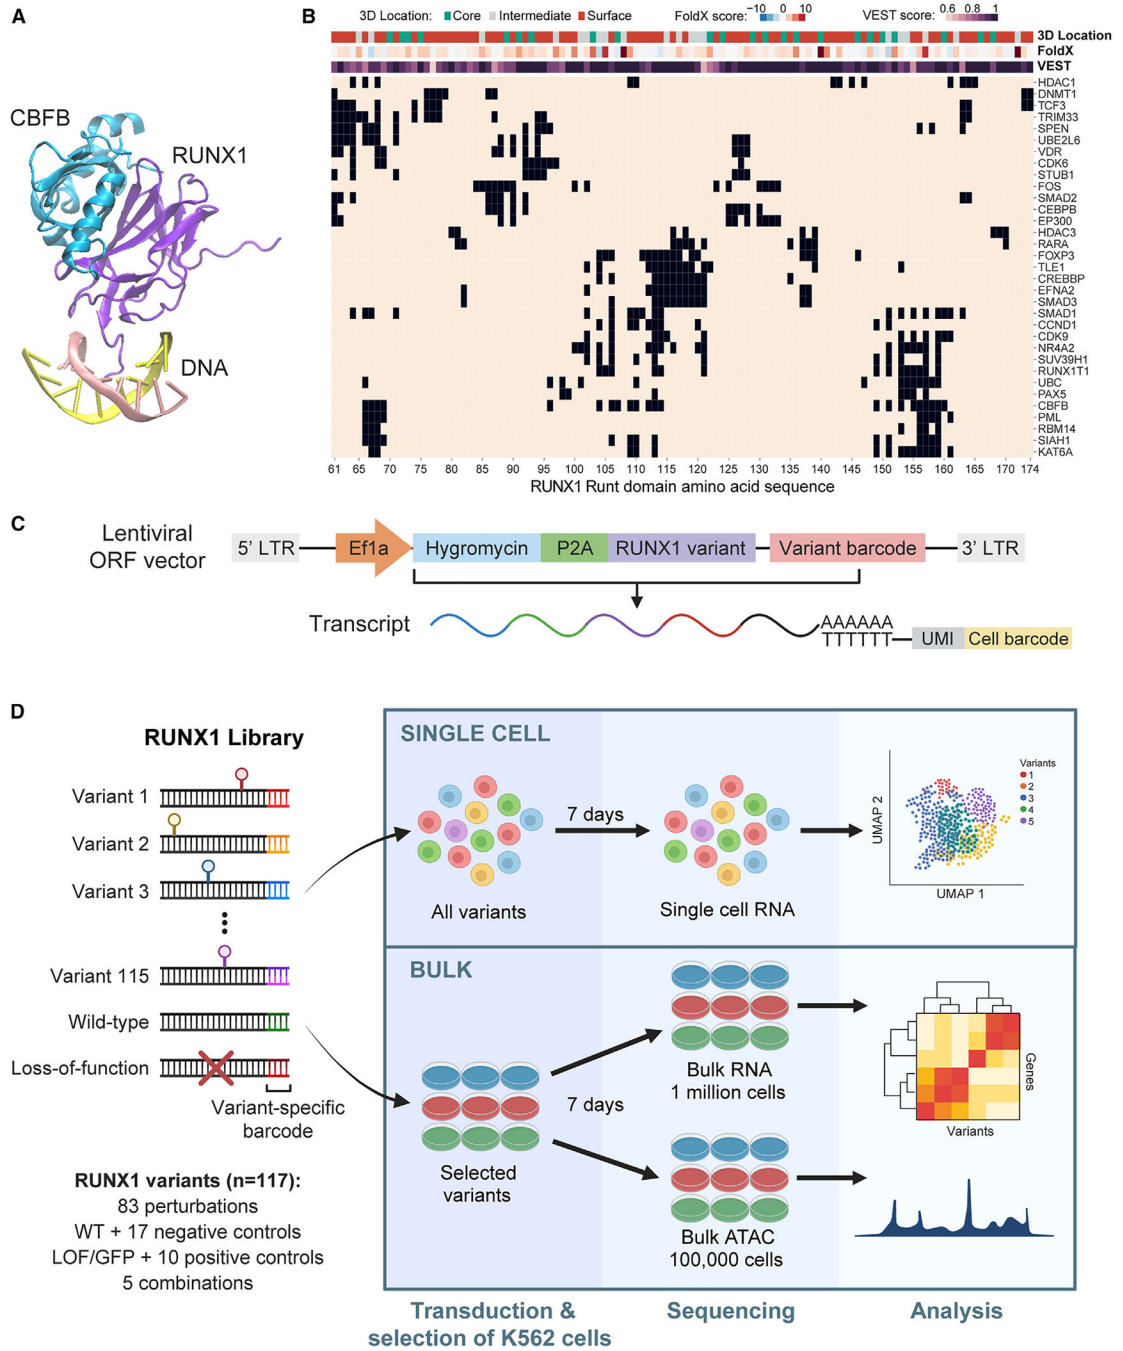 A
CBFB
RUNX1
DNA
B
3D Location: Core Intermediate Surface
FoldX score: −10 0 10
VEST score: 0.6 0.8 1
3D Location
FoldX
VEST
HDAC1
DNMT1
TCF3
TRIM33
SPEN
UBE2L6
VDR
CDK6
STUB1
FOS
SMAD2
CEBPB
EP300
HDAC3
RARA
FOXP3
TLE1
CREBBP
EFNA2
SMAD3
SMAD1
CCND1
CDK9
NR4A2
SUV39H1
RUNX1T1
UBC
PAX5
CBFB
PML
RBM14
SIAH1
KAT6A
61 65 70 75 80 85 90 95 100 105 110 115 120 125 130 135 140 145 150 155 160 165 170 174
RUNX1 Runt domain amino acid sequence
C
Lentiviral
ORF vector
5' LTR Ef1a Hygromycin P2A RUNX1 variant Variant barcode 3' LTR
Transcript
AAAAAA
TTTTTT
UMI Cell barcode
D
RUNX1 Library
Variant 1
Variant 2
Variant 3
Variant 115
Wild-type
Loss-of-function
Variant-specific
barcode
RUNX1 variants (n=117):
83 perturbations
WT + 17 negative controls
LOF/GFP + 10 positive controls
5 combinations
SINGLE CELL
All variants
7 days
Single cell RNA
UMAP 2
UMAP 1
Variants
1
2
3
4
5
BULK
Selected
variants
7 days
Bulk RNA
1 million cells
Bulk ATAC
100,000 cells
Genes
Variants
Transduction &
selection of K562 cells
Sequencing
Analysis